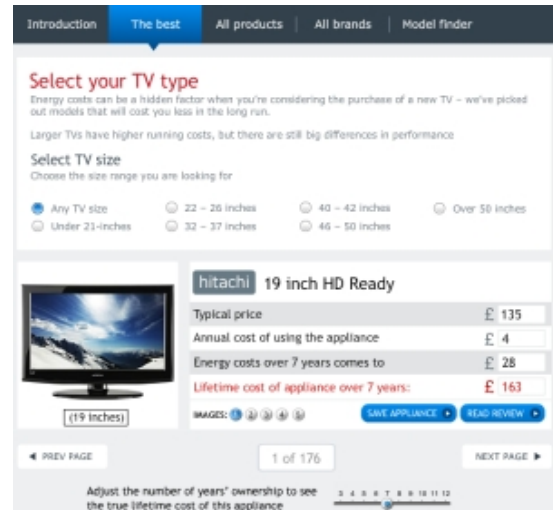 Introduction The best All products All brands Model finder
Select your TV type
Energy costs can be a hidden factor when you're considering the purchase of a new TV – we've picked
out models that will cost you less in the long run.
Larger TVs have higher running costs, but there are still big differences in performance
Select TV size
Choose the size range you are looking for
Any TV size 22 – 26 inches 40 – 42 inches Over 50 inches
Under 21-inches 32 – 37 inches 46 – 50 inches
hitachi 19 inch HD Ready
Typical price £ 135
Annual cost of using the appliance £ 4
Energy costs over 7 years comes to £ 28
Lifetime cost of appliance over 7 years: £ 163
(19 inches) IMAGES: 1 2 3 4 5 SAVE APPLIANCE READ REVIEW
PREV PAGE 1 of 176 NEXT PAGE
Adjust the number of years' ownership to see 3 4 5 6 7 8 9 10 11 12
the true lifetime cost of this appliance